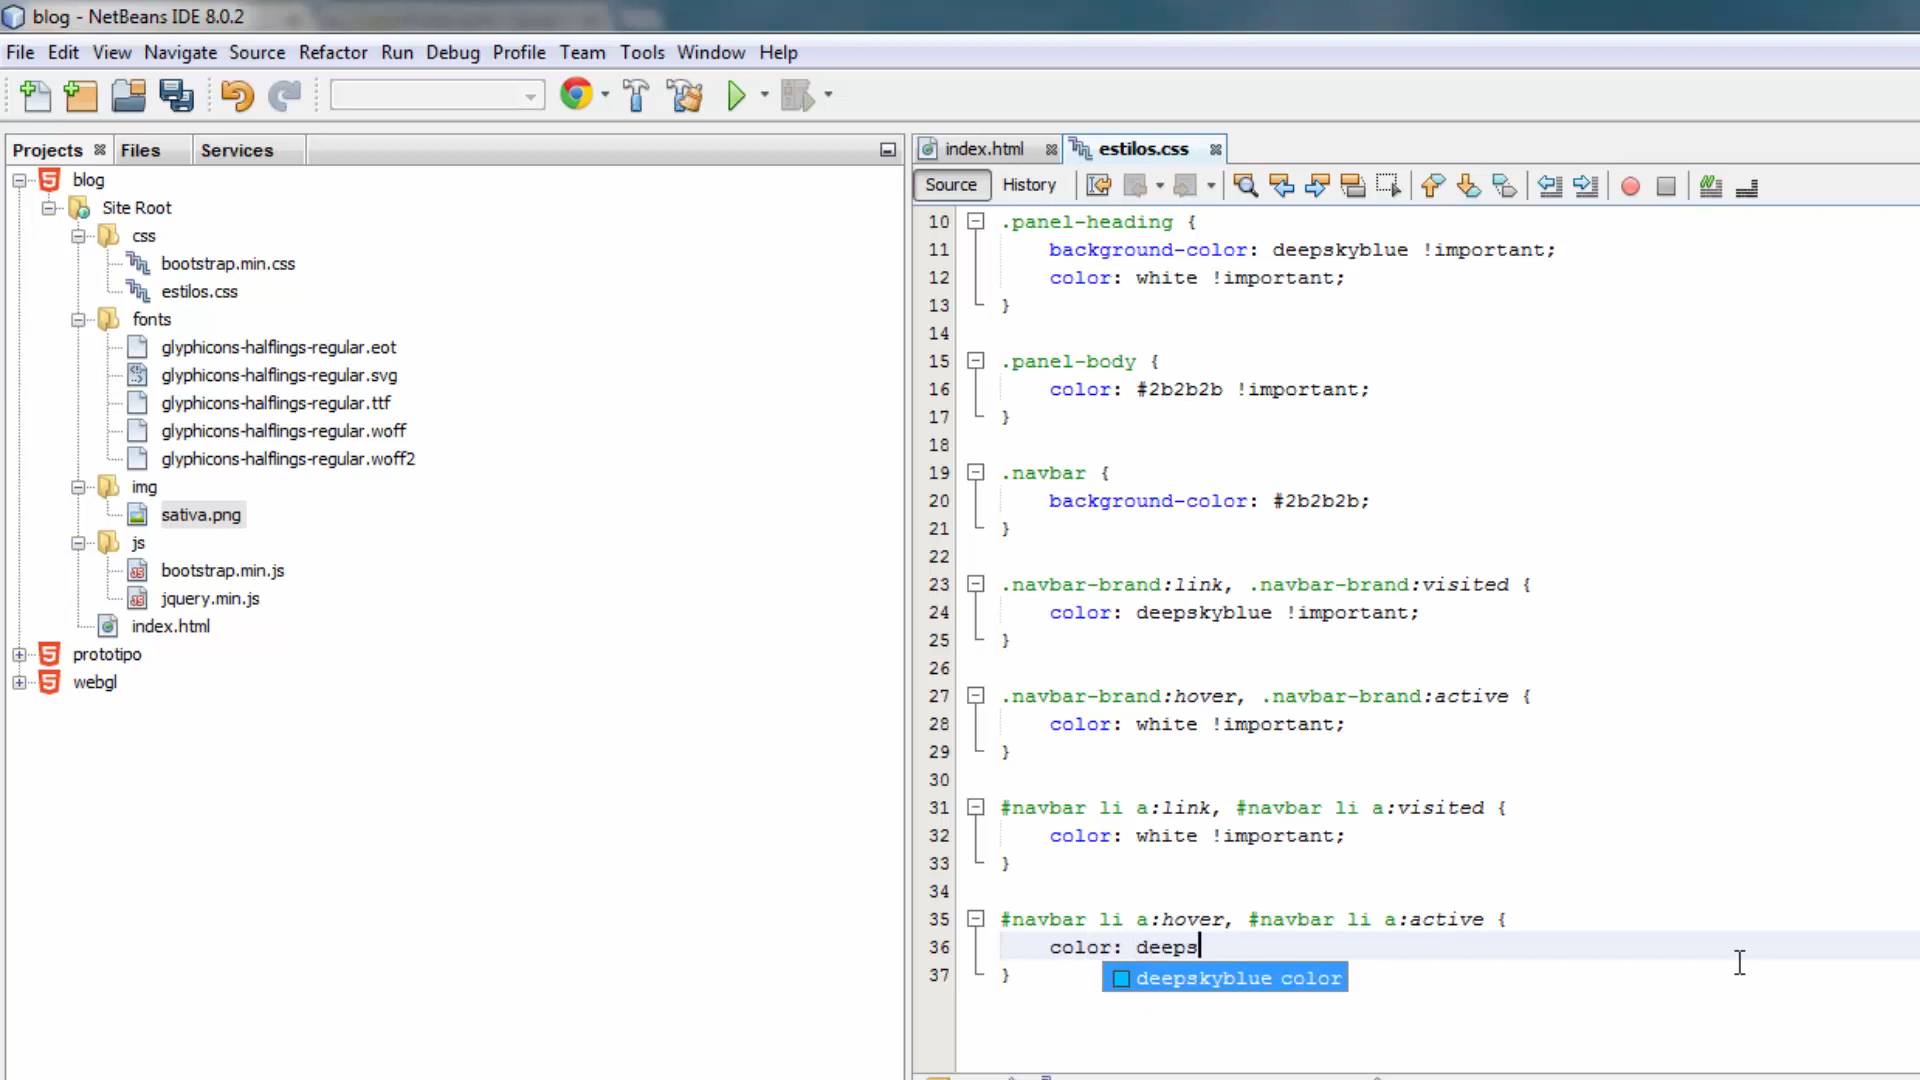 blog - NetBeans IDE 8.0.2
File Edit View Navigate Source Refactor Run Debug Profile Team Tools Window Help
Projects Files Services
blog
Site Root
css
bootstrap.min.css
estilos.css
fonts
glyphicons-halflings-regular.eot
glyphicons-halflings-regular.svg
glyphicons-halflings-regular.ttf
glyphicons-halflings-regular.woff
glyphicons-halflings-regular.woff2
img
sativa.png
js
bootstrap.min.js
jquery.min.js
index.html
prototipo
webgl
index.html estilos.css
Source History
10 .panel-heading {
11 background-color: deepskyblue !important;
12 color: white !important;
13 }
14
15 .panel-body {
16 color: #2b2b2b !important;
17 }
18
19 .navbar {
20 background-color: #2b2b2b;
21 }
22
23 .navbar-brand:link, .navbar-brand:visited {
24 color: deepskyblue !important;
25 }
26
27 .navbar-brand:hover, .navbar-brand:active {
28 color: white !important;
29 }
30
31 #navbar li a:link, #navbar li a:visited {
32 color: white !important;
33 }
34
35 #navbar li a:hover, #navbar li a:active {
36 color: deeps
37 }
deepskyblue color